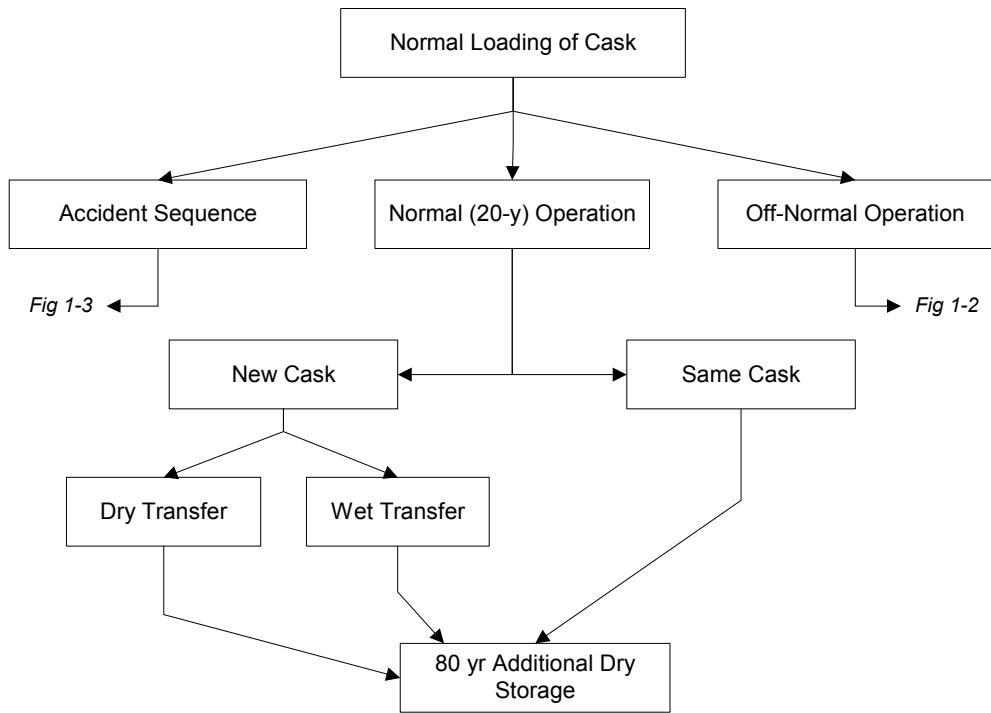 Normal Loading of Cask
Accident Sequence
Normal (20-y) Operation
Off-Normal Operation
Fig 1-3
Fig 1-2
New Cask
Same Cask
Dry Transfer
Wet Transfer
80 yr Additional Dry
Storage